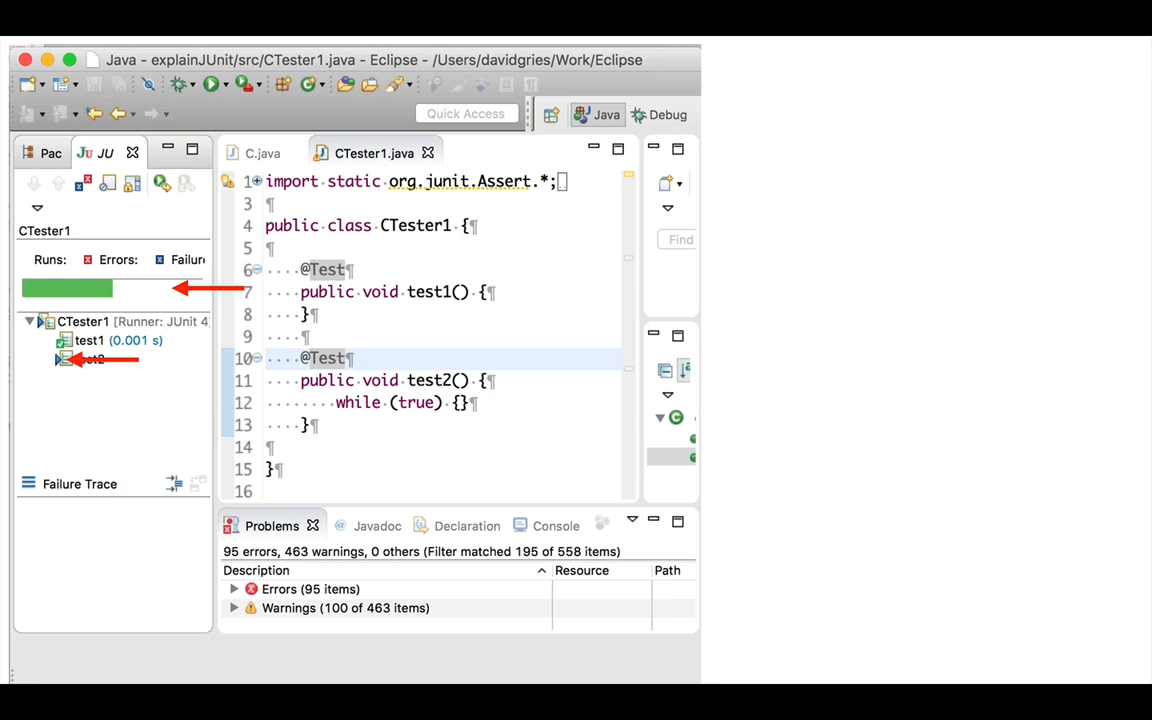 Java - explainJUnit/src/CTester1.java - Eclipse - /Users/davidgries/Work/Eclipse
Quick Access
Java
Debug
Pac
JU JU
C.java
CTester1.java
CTester1
Runs:
Errors:
Failur
CTester1 [Runner: JUnit 4
test1 (0.001 s)
Failure Trace
1 import static org.junit.Assert.*;
3 ¶
4 public class CTester1 {¶
5 ¶
6 ····@Test¶
7 ····public void test1() {¶
8 ····}¶
9 ····¶
10 ····@Test¶
11 ····public void test2() {¶
12 ········while·(true)·{}¶
13 ····}¶
14 ¶
15 }¶
16
Find
Problems
@ Javadoc
Declaration
Console
95 errors, 463 warnings, 0 others (Filter matched 195 of 558 items)
Description
Resource
Path
Errors (95 items)
Warnings (100 of 463 items)